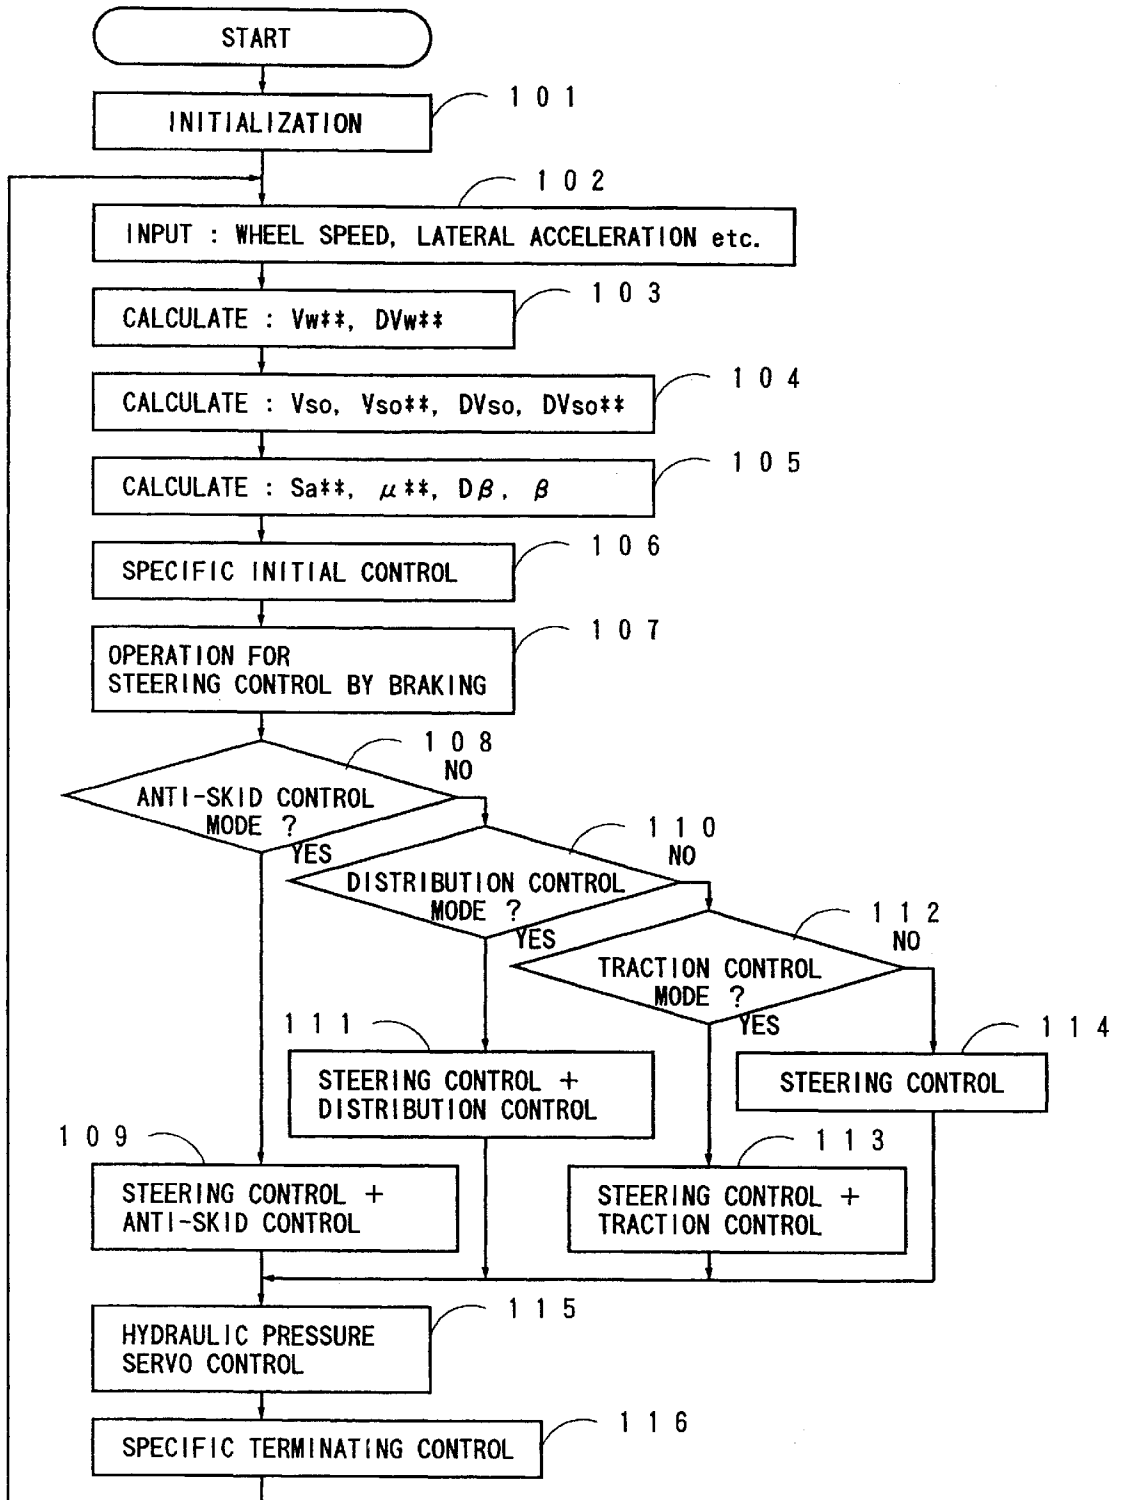 START
101
INITIALIZATION
102
INPUT : WHEEL SPEED, LATERAL ACCELERATION etc.
103
CALCULATE : Vw**, DVw**
104
CALCULATE : Vso, Vso**, DVso, DVso**
105
CALCULATE : Sa**, μ**, Dβ, β
106
SPECIFIC INITIAL CONTROL
107
OPERATION FOR
STEERING CONTROL BY BRAKING
108
NO
ANTI-SKID CONTROL
MODE ?
YES
110
NO
DISTRIBUTION CONTROL
MODE ?
YES
112
NO
TRACTION CONTROL
MODE ?
YES
111
STEERING CONTROL +
DISTRIBUTION CONTROL
114
STEERING CONTROL
109
STEERING CONTROL +
ANTI-SKID CONTROL
113
STEERING CONTROL +
TRACTION CONTROL
115
HYDRAULIC PRESSURE
SERVO CONTROL
116
SPECIFIC TERMINATING CONTROL